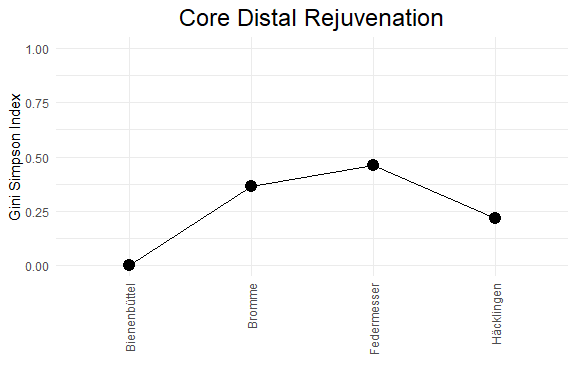 Core Distal Rejuvenation
Gini Simpson Index
1.00
0.75
0.50
0.25
0.00
Bienenbüttel
Bromme
Federmesser
Häcklingen